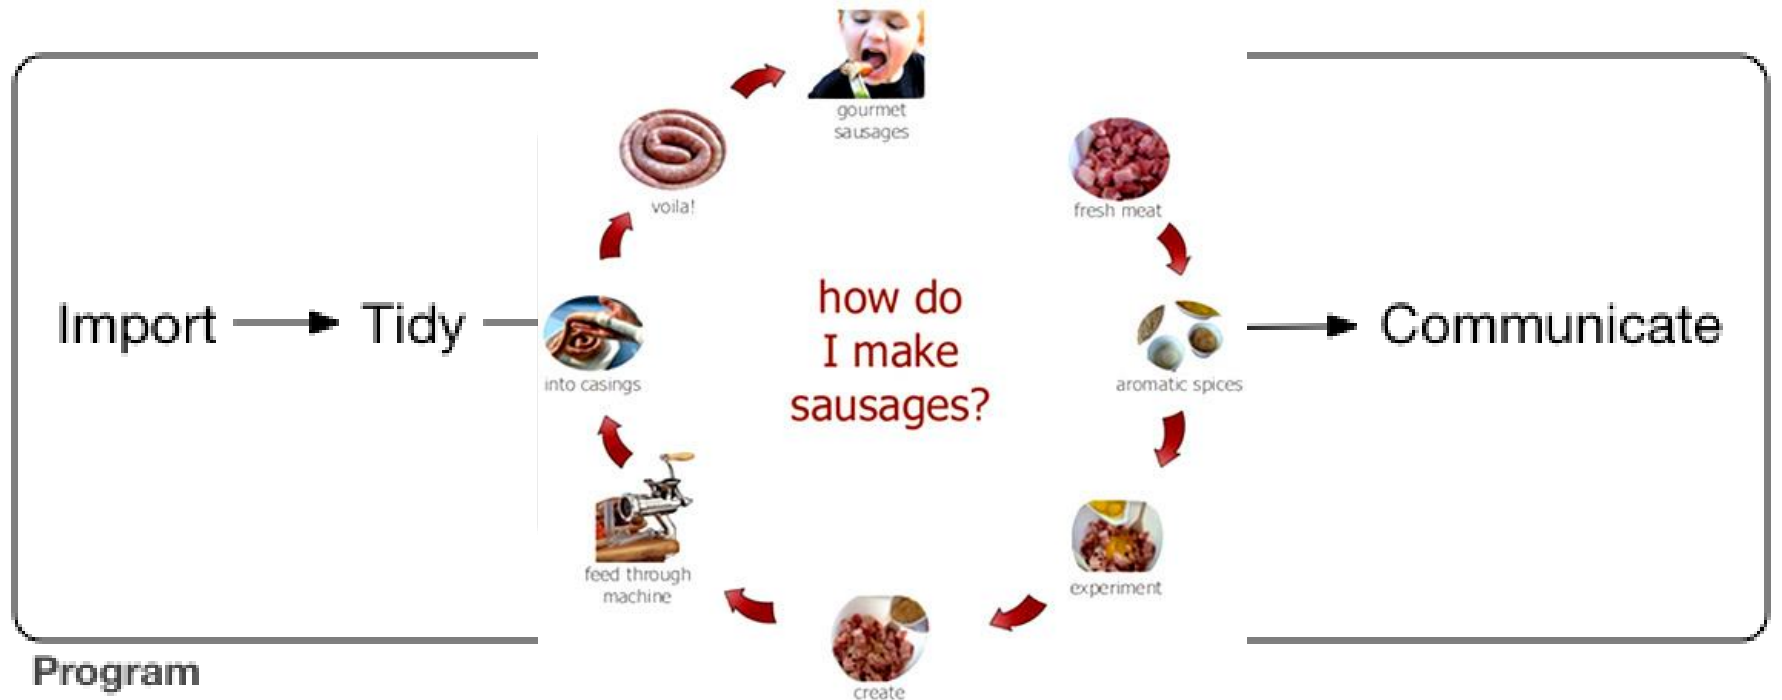 gourmet
sausages
voila!
fresh meat
how do
I make
sausages?
Import
Tidy
Communicate
into casings
aromatic spices
feed through
machine
experiment
create
Program